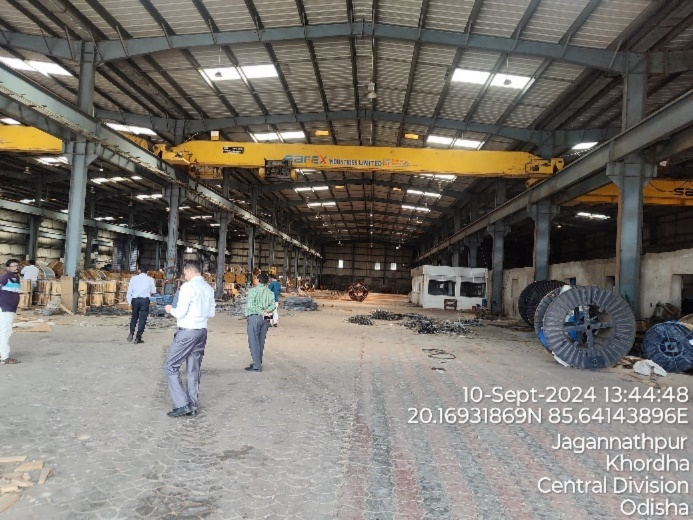 SafeX INDUSTRIES LIMITED
10-Sept-2024 13:44:48
20.16931869N 85.64143896E
Jagannathpur
Khordha
Central Division
Odisha